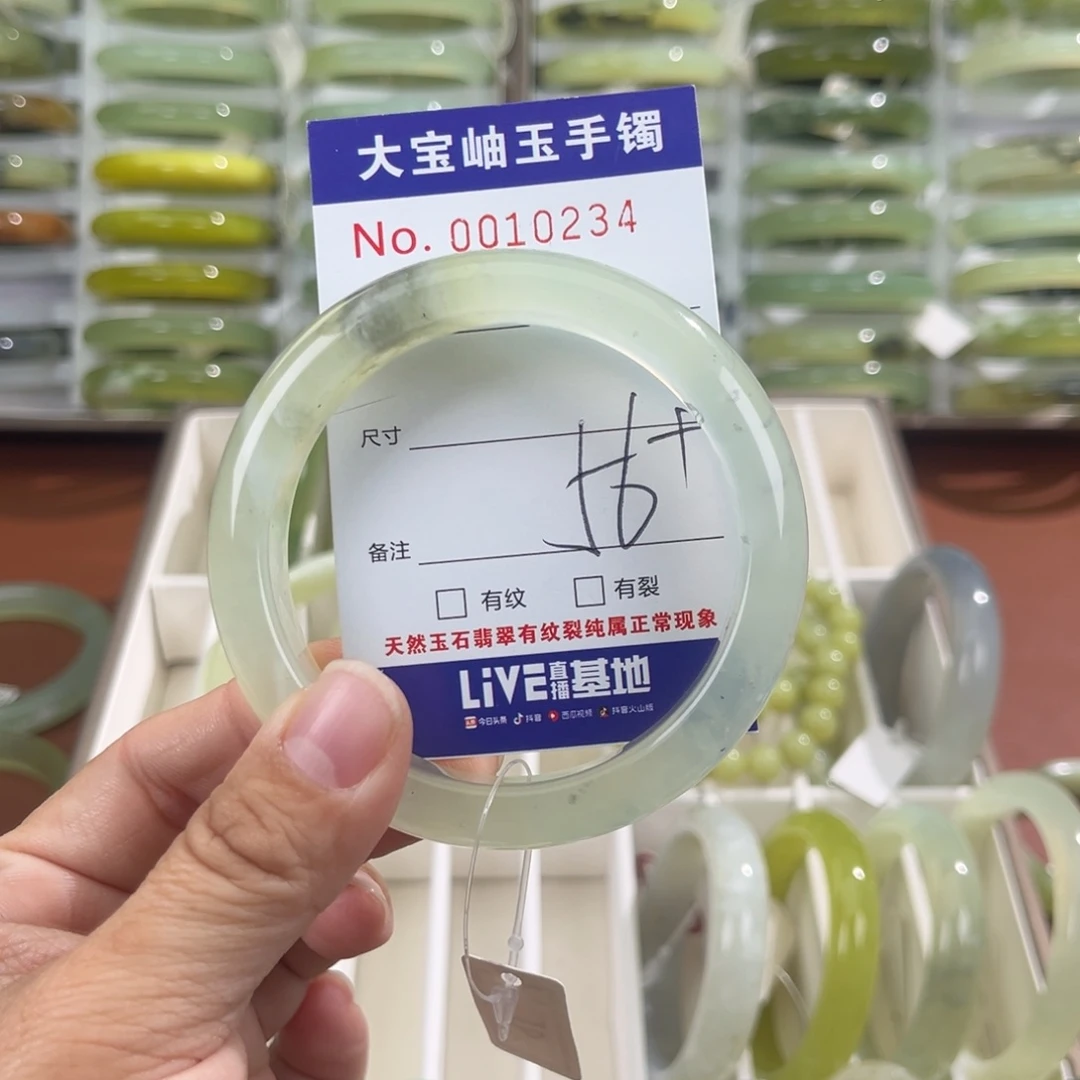 大宝岫玉手镯
No. 0010234
尺寸
56+
备注
有纹 有裂
天然玉石翡翠有纹裂纯属正常现象
LiVE直播基地
今日头条 抖音 西瓜视频 抖音火山版